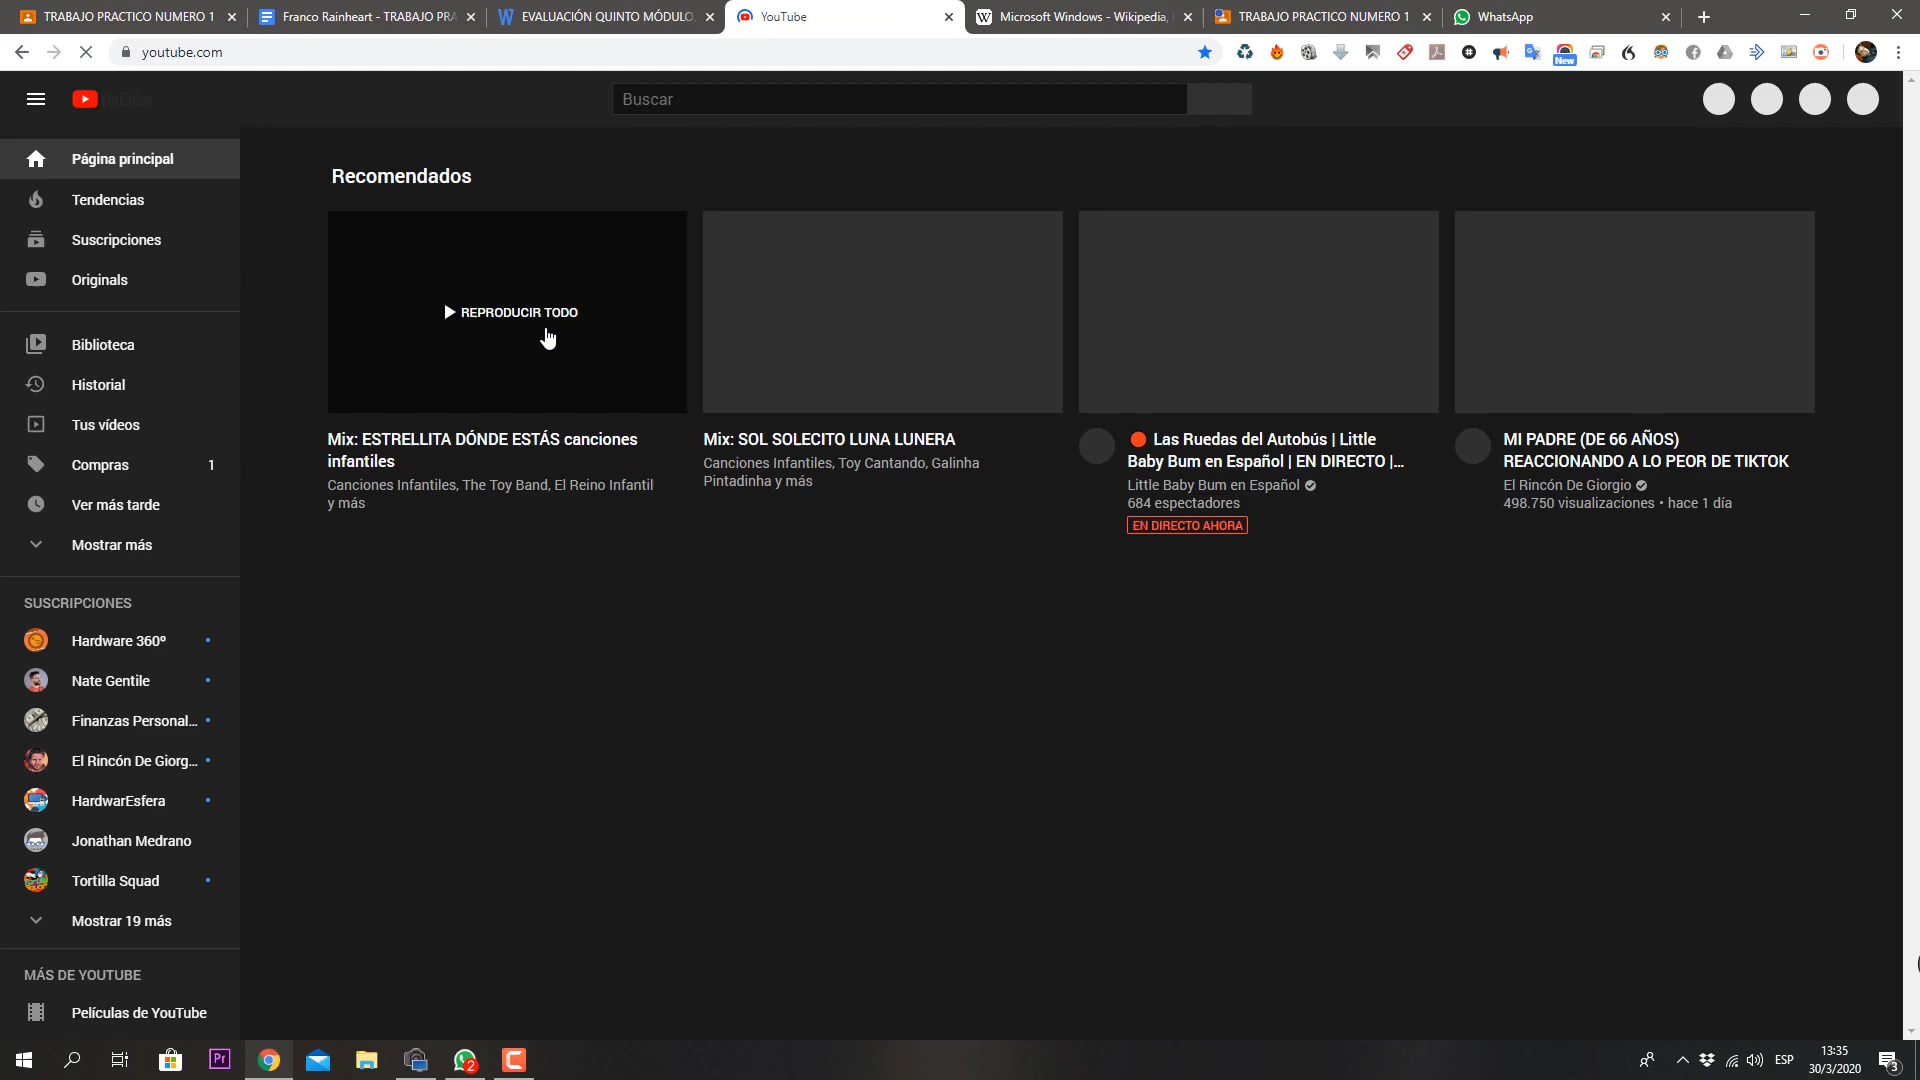 TRABAJO PRACTICO NUMERO 1
Franco Rainheart - TRABAJO PRA
EVALUACIÓN QUINTO MÓDULO.
YouTube
Microsoft Windows - Wikipedia,
TRABAJO PRACTICO NUMERO 1
WhatsApp
youtube.com
New
YouTube
Buscar
Página principal
Tendencias
Suscripciones
Originals
Biblioteca
Historial
Tus vídeos
Compras 1
Ver más tarde
Mostrar más
SUSCRIPCIONES
Hardware 360º
Nate Gentile
Finanzas Personal...
El Rincón De Giorg...
HardwarEsfera
Jonathan Medrano
Tortilla Squad
Mostrar 19 más
MÁS DE YOUTUBE
Películas de YouTube
Recomendados
REPRODUCIR TODO
Mix: ESTRELLITA DÓNDE ESTÁS canciones
infantiles
Canciones Infantiles, The Toy Band, El Reino Infantil
y más
Mix: SOL SOLECITO LUNA LUNERA
Canciones Infantiles, Toy Cantando, Galinha
Pintadinha y más
Las Ruedas del Autobús | Little
Baby Bum en Español | EN DIRECTO |...
Little Baby Bum en Español
684 espectadores
EN DIRECTO AHORA
MI PADRE (DE 66 AÑOS)
REACCIONANDO A LO PEOR DE TIKTOK
El Rincón De Giorgio
498.750 visualizaciones • hace 1 día
Pr
2
ESP
13:35
30/3/2020
3